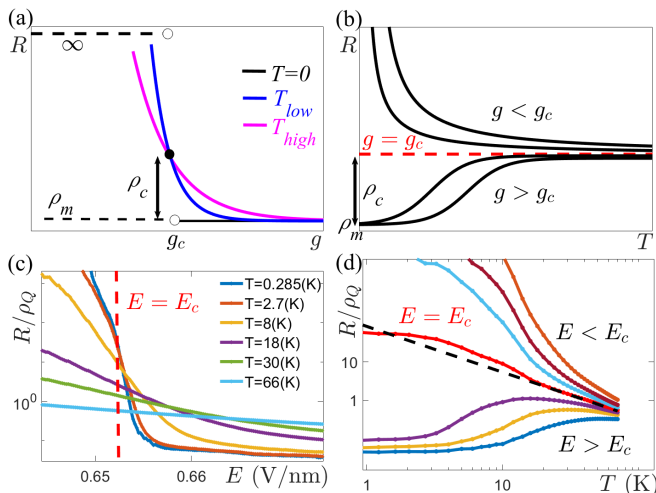 (a)
R
∞
T=0
T_low
T_high
ρ_c
ρ_m
g_c
g
(b)
R
g < g_c
g = g_c
ρ_c
g > g_c
ρ_m
T
(c)
R/ρ_Q
E = E_c
T=0.285(K)
T=2.7(K)
T=8(K)
T=18(K)
T=30(K)
T=66(K)
10^0
0.65
0.66
E (V/nm)
(d)
R/ρ_Q
E = E_c
E < E_c
10
1
E > E_c
1
10
T (K)